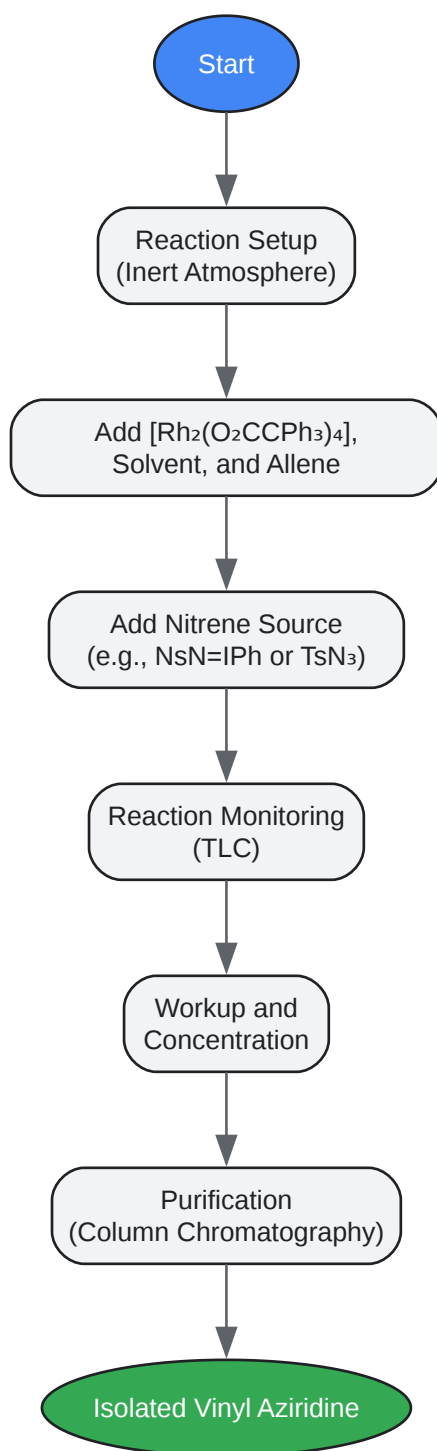 Start
Reaction Setup
(Inert Atmosphere)
Add [Rh₂(O₂CCPh₃)₄],
Solvent, and Allene
Add Nitrene Source
(e.g., NsN=IPh or TsN₃)
Reaction Monitoring
(TLC)
Workup and
Concentration
Purification
(Column Chromatography)
Isolated Vinyl Aziridine